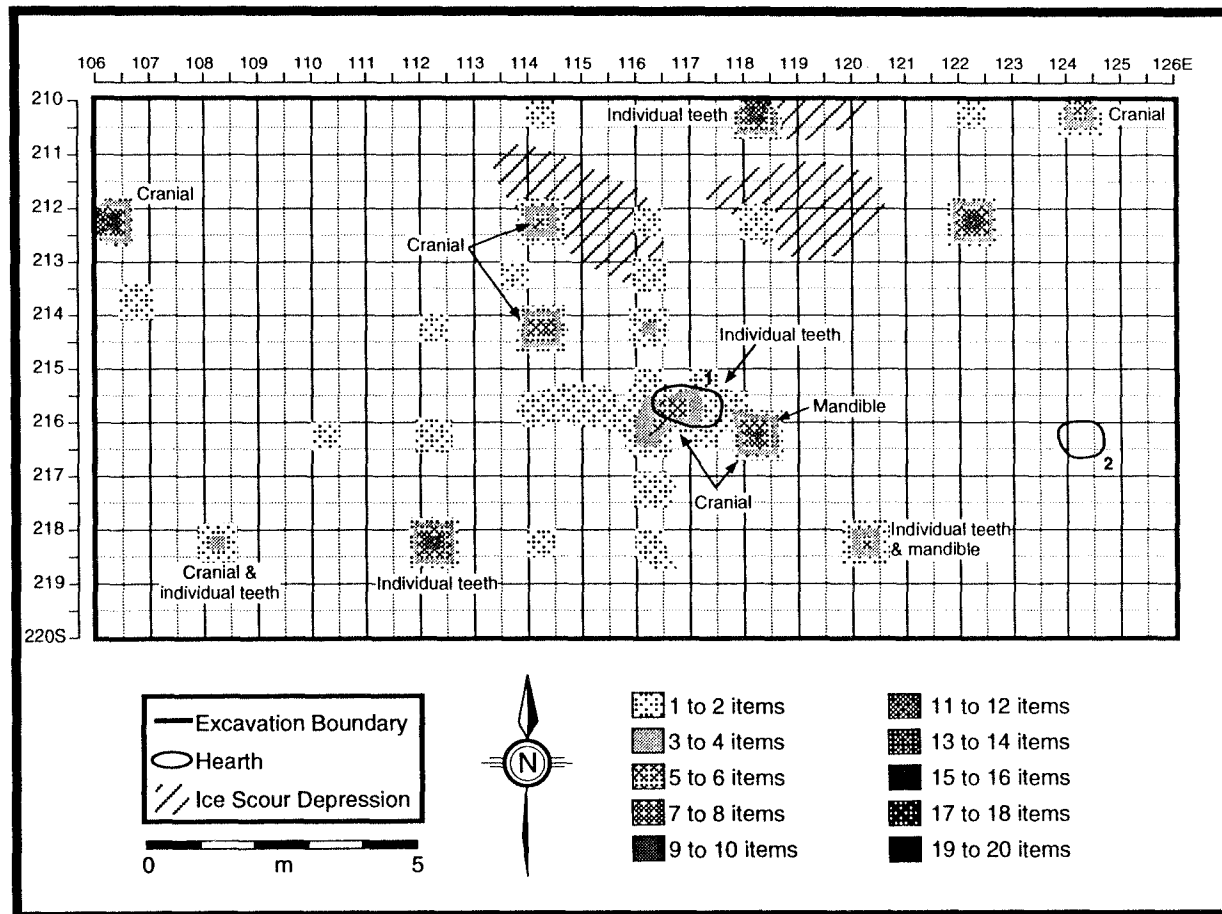 106 107 108 109 110 111 112 113 114 115 116 117 118 119 120 121 122 123 124 125 126E
210
Individual teeth
Cranial
211
Cranial
212
Cranial
213
214
Individual teeth
215
1
Mandible
216
2
217
Cranial
218
Individual teeth
& mandible
219
Cranial &
individual teeth
Individual teeth
220S
Excavation Boundary
Hearth
Ice Scour Depression
0 m 5
N
1 to 2 items
3 to 4 items
5 to 6 items
7 to 8 items
9 to 10 items
11 to 12 items
13 to 14 items
15 to 16 items
17 to 18 items
19 to 20 items